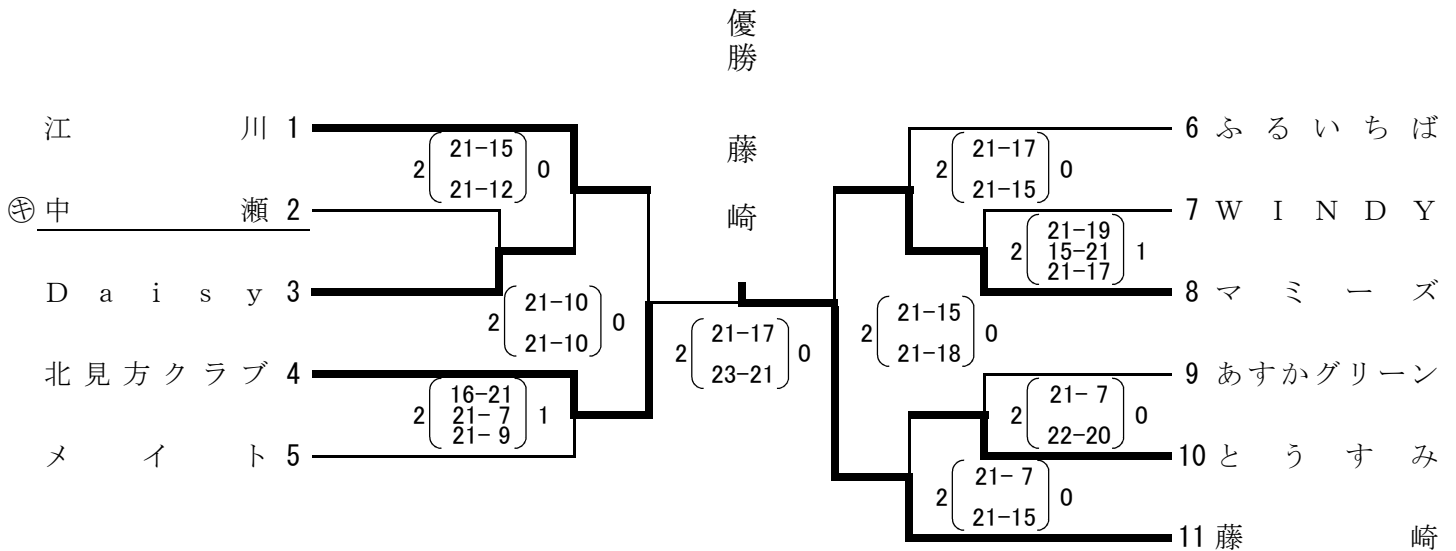 優勝 藤崎
江川 1
㋖中瀬 2
Daisy 3
北見方クラブ 4
メイト 5
2 21-15 0
21-12
2 21-10 0
21-10
16-21
2 21- 7 1
21- 9
2 21-17 0
23-21
2 21-17 0
21-15
21-19
2 15-21 1
21-17
2 21-15 0
21-18
2 21- 7 0
22-20
2 21- 7 0
21-15
6 ふるいちば
7 WINDY
8 マミーズ
9 あすかグリーン
10 とうすみ
11 藤崎